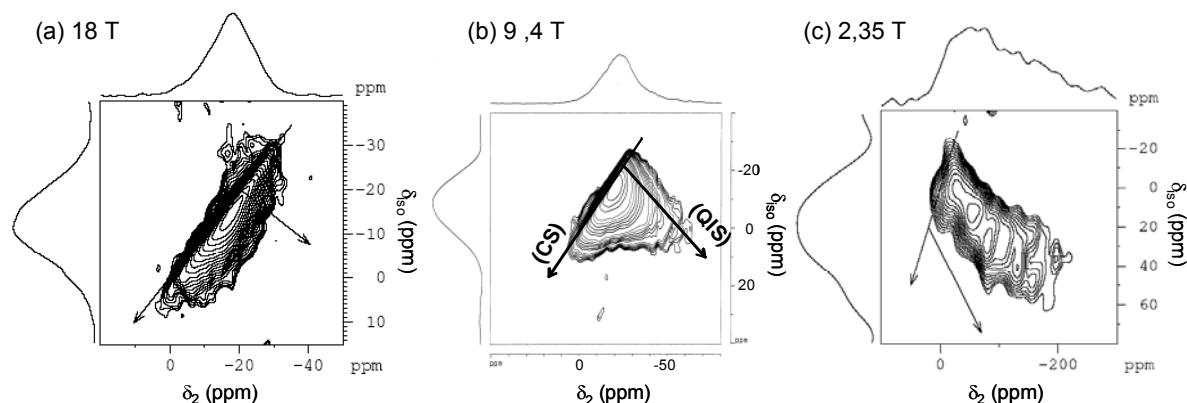 (a) 18 T
ppm
-30
-20
-10
0
10
δiso (ppm)
0
-20
-40
ppm
δ2 (ppm)
(b) 9 ,4 T
-20
0
20
ppm
δiso (ppm)
(CS)
(QIS)
ppm
0
-50
δ2 (ppm)
(c) 2,35 T
ppm
-20
0
20
40
60
δiso (ppm)
0
-200
ppm
δ2 (ppm)